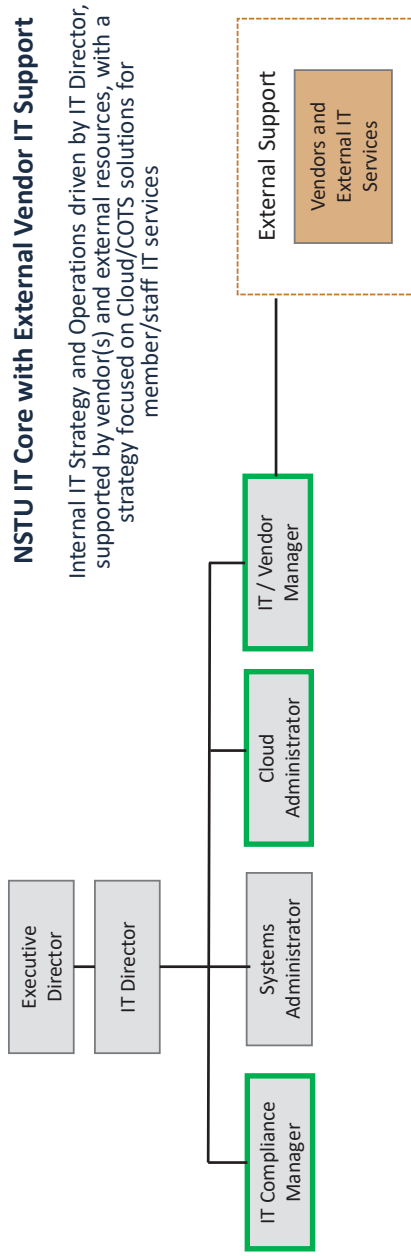 NSTU IT Core with External Vendor IT Support
Internal IT Strategy and Operations driven by IT Director,
supported by vendor(s) and external resources, with a
strategy focused on Cloud/COTS solutions for
member/staff IT services
Executive
Director
IT Director
IT Compliance
Manager
Systems
Administrator
Cloud
Administrator
IT / Vendor
Manager
External Support
Vendors and
External IT
Services